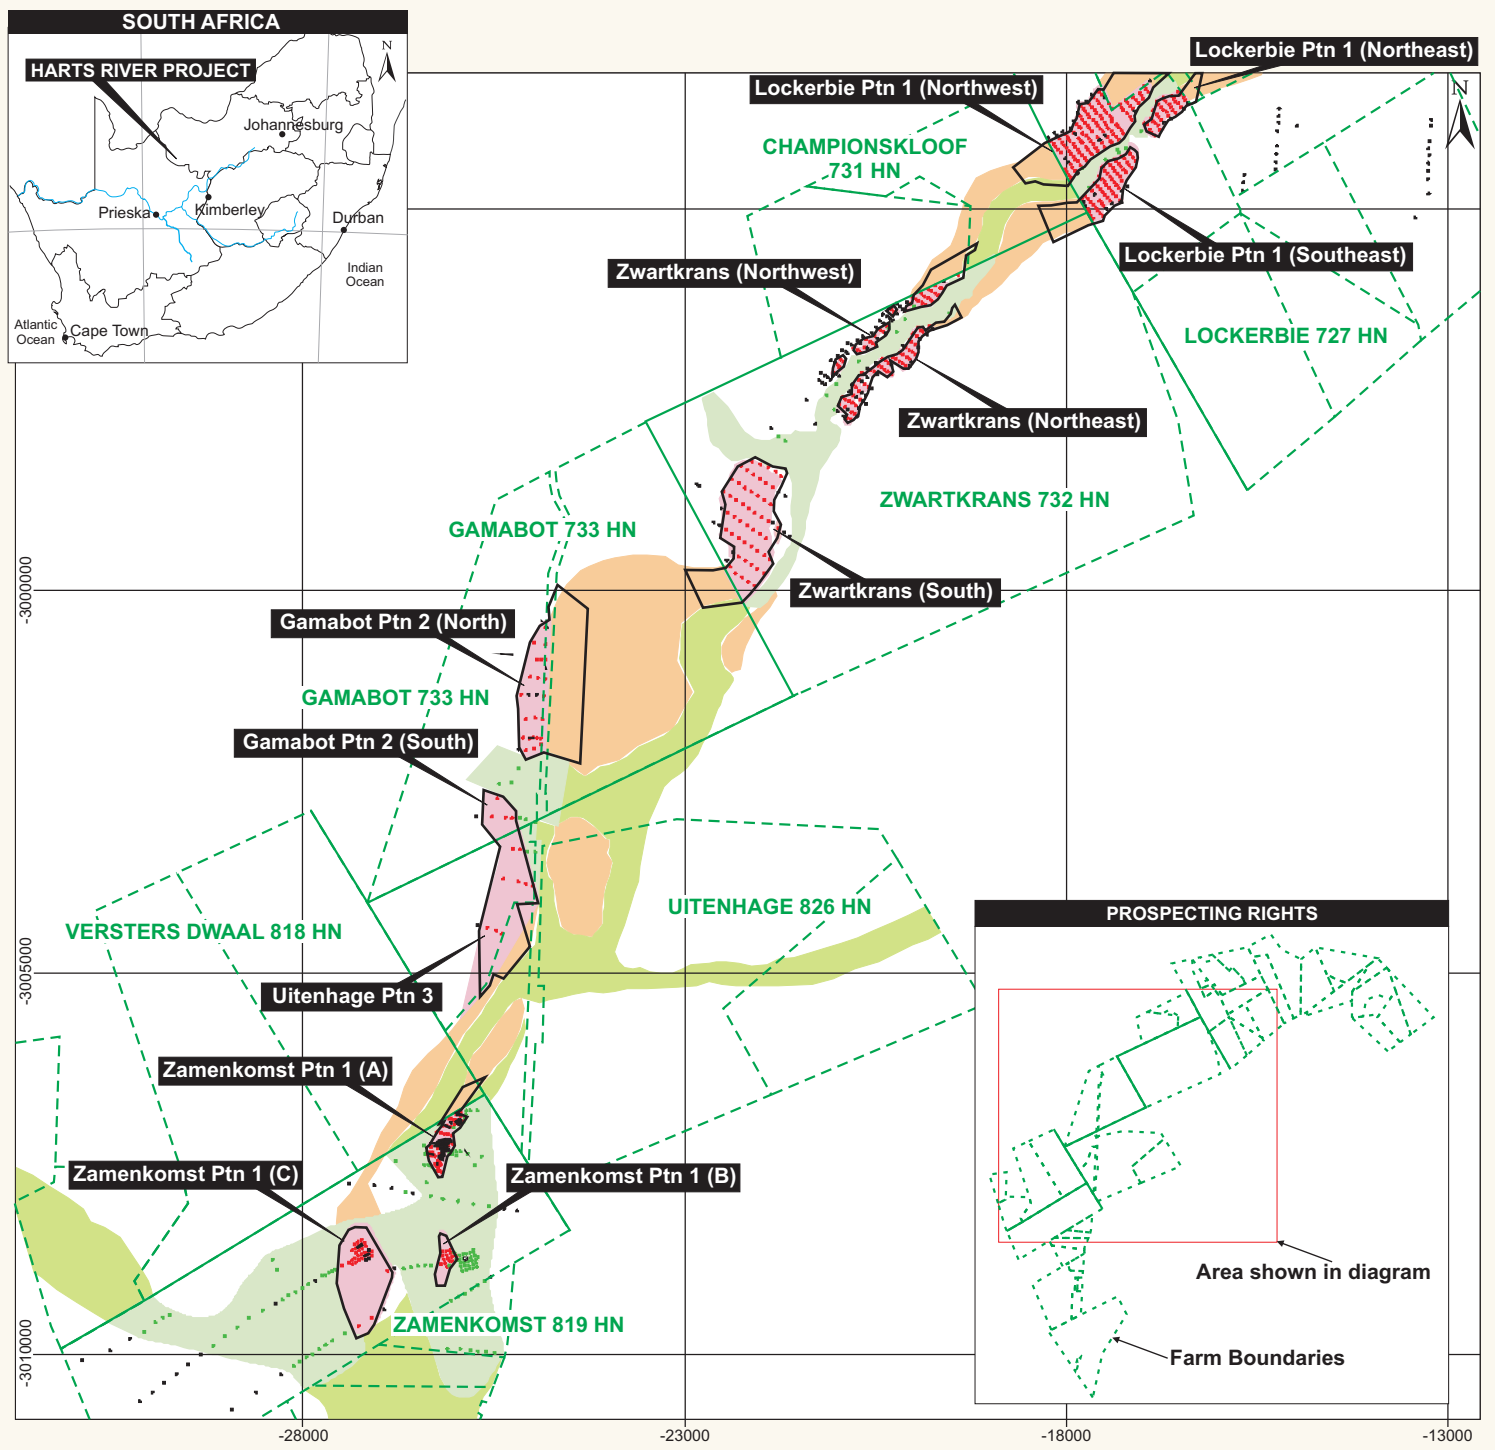 SOUTH AFRICA
N
HARTS RIVER PROJECT
Johannesburg
Prieska
Kimberley
Durban
Indian
Ocean
Atlantic
Ocean
Cape Town
Lockerbie Ptn 1 (Northeast)
Lockerbie Ptn 1 (Northwest)
N
CHAMPIONSKLOOF
731 HN
Lockerbie Ptn 1 (Southeast)
Zwartkrans (Northwest)
LOCKERBIE 727 HN
Zwartkrans (Northeast)
ZWARTKRANS 732 HN
GAMABOT 733 HN
Zwartkrans (South)
-3000000
Gamabot Ptn 2 (North)
GAMABOT 733 HN
Gamabot Ptn 2 (South)
UITENHAGE 826 HN
VERSTERS DWAAL 818 HN
PROSPECTING RIGHTS
-3005000
Uitenhage Ptn 3
Zamenkomst Ptn 1 (A)
Zamenkomst Ptn 1 (C)
Zamenkomst Ptn 1 (B)
Area shown in diagram
ZAMENKOMST 819 HN
Farm Boundaries
-3010000
-28000
-23000
-18000
-13000